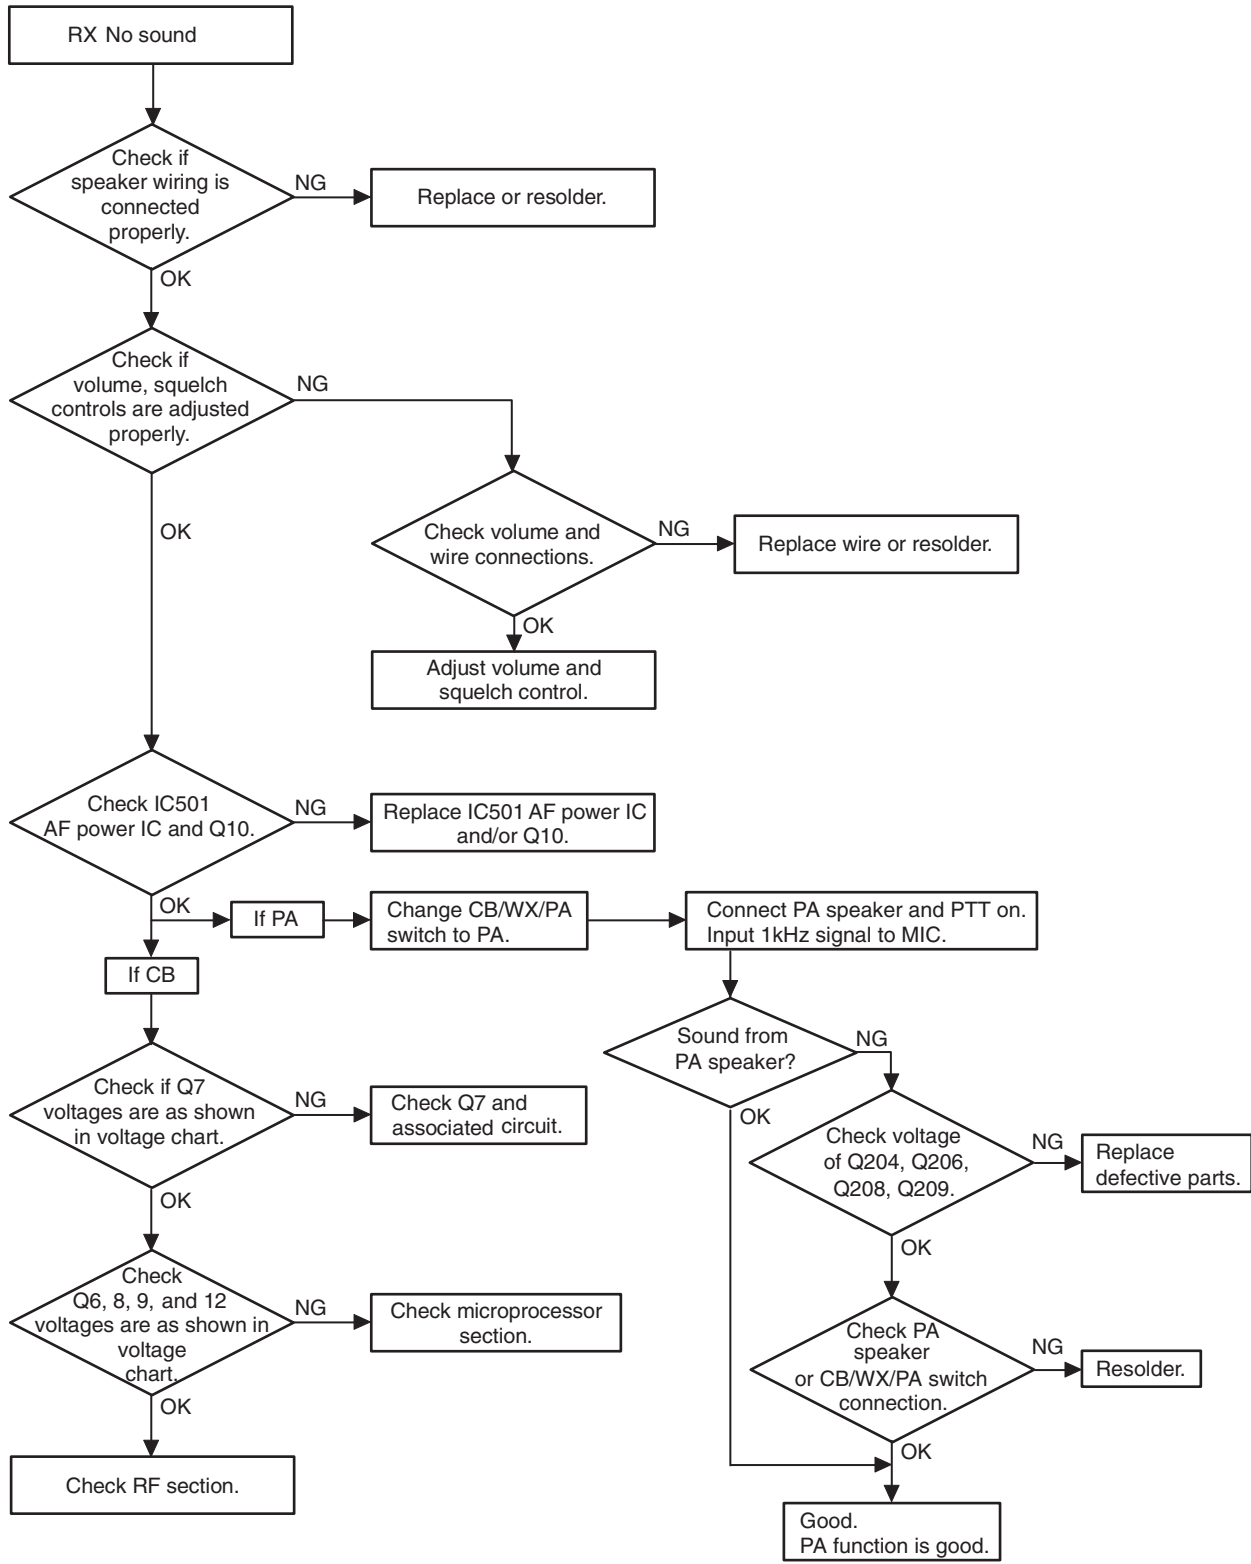 RX No sound
Check if
speaker wiring is
connected
properly.
NG
Replace or resolder.
OK
Check if
volume, squelch
controls are adjusted
properly.
NG
OK
Check volume and
wire connections.
NG
Replace wire or resolder.
OK
Adjust volume and
squelch control.
Check IC501
AF power IC and Q10.
NG
Replace IC501 AF power IC
and/or Q10.
OK
If PA
Change CB/WX/PA
switch to PA.
Connect PA speaker and PTT on.
Input 1kHz signal to MIC.
If CB
Sound from
PA speaker?
NG
OK
Check if Q7
voltages are as shown
in voltage chart.
NG
Check Q7 and
associated circuit.
OK
Check voltage
of Q204, Q206,
Q208, Q209.
NG
Replace
defective parts.
OK
Check
Q6, 8, 9, and 12
voltages are as shown in
voltage
chart.
NG
Check microprocessor
section.
OK
Check PA
speaker
or CB/WX/PA switch
connection.
NG
Resolder.
OK
Check RF section.
Good.
PA function is good.